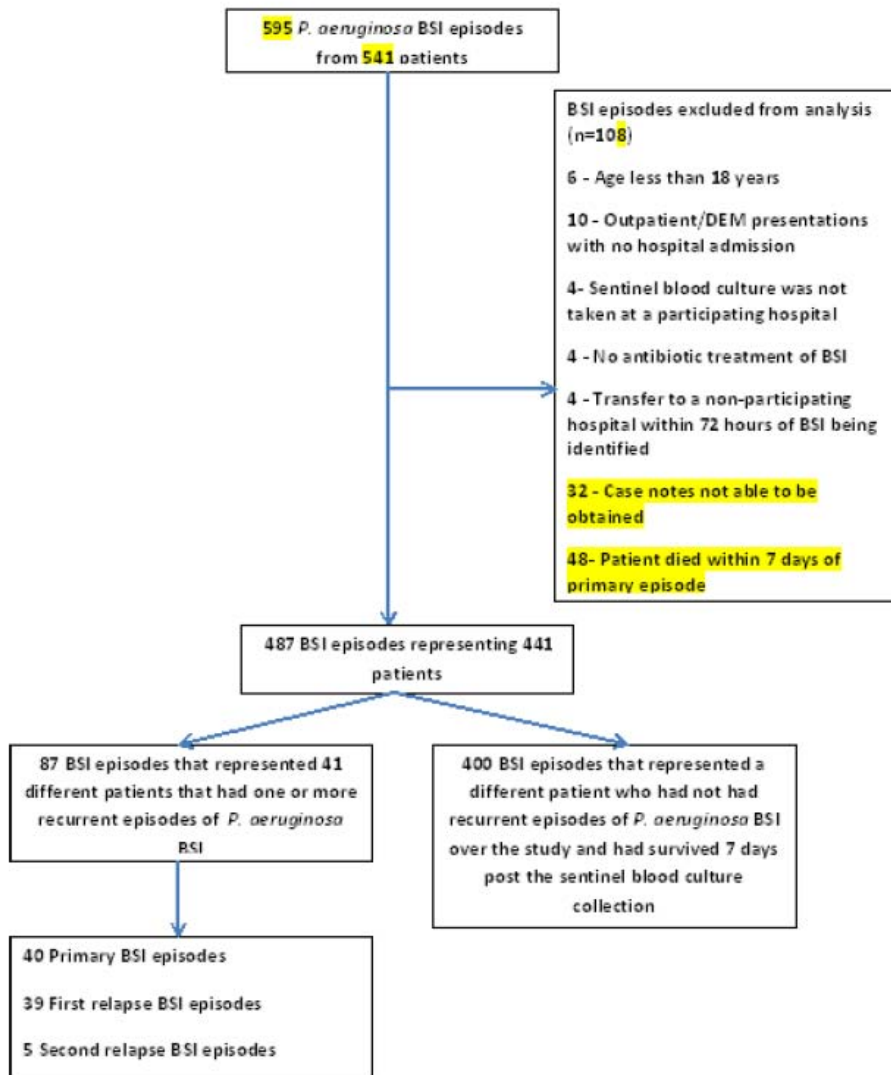 595 P. aeruginosa BSI episodes
from 541 patients
BSI episodes excluded from analysis
(n=108)
6 - Age less than 18 years
10 - Outpatient/DEM presentations
with no hospital admission
4- Sentinel blood culture was not
taken at a participating hospital
4 - No antibiotic treatment of BSI
4 - Transfer to a non-participating
hospital within 72 hours of BSI being
identified
32 - Case notes not able to be
obtained
48- Patient died within 7 days of
primary episode
487 BSI episodes representing 441
patients
87 BSI episodes that represented 41
different patients that had one or more
recurrent episodes of P. aeruginosa
BSI
400 BSI episodes that represented a
different patient who had not had
recurrent episodes of P. aeruginosa BSI
over the study and had survived 7 days
post the sentinel blood culture
collection
40 Primary BSI episodes
39 First relapse BSI episodes
5 Second relapse BSI episodes